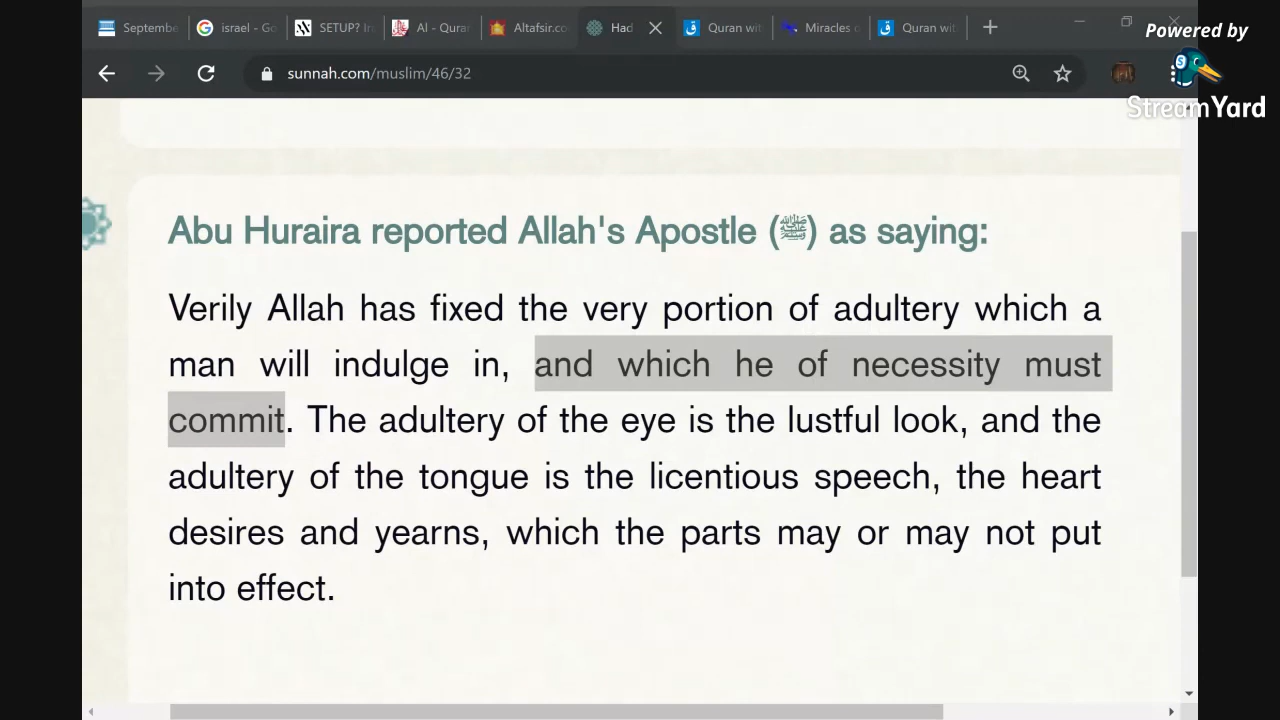 Septembe
israel - Go
SETUP? In
Al - Qurar
Altafsir.co
Had
Quran wit
Miracles o
Quran wit
Powered by
sunnah.com/muslim/46/32
S
StreamYard
Abu Huraira reported Allah's Apostle (ﷺ) as saying:
Verily Allah has fixed the very portion of adultery which a
man will indulge in, and which he of necessity must
commit. The adultery of the eye is the lustful look, and the
adultery of the tongue is the licentious speech, the heart
desires and yearns, which the parts may or may not put
into effect.